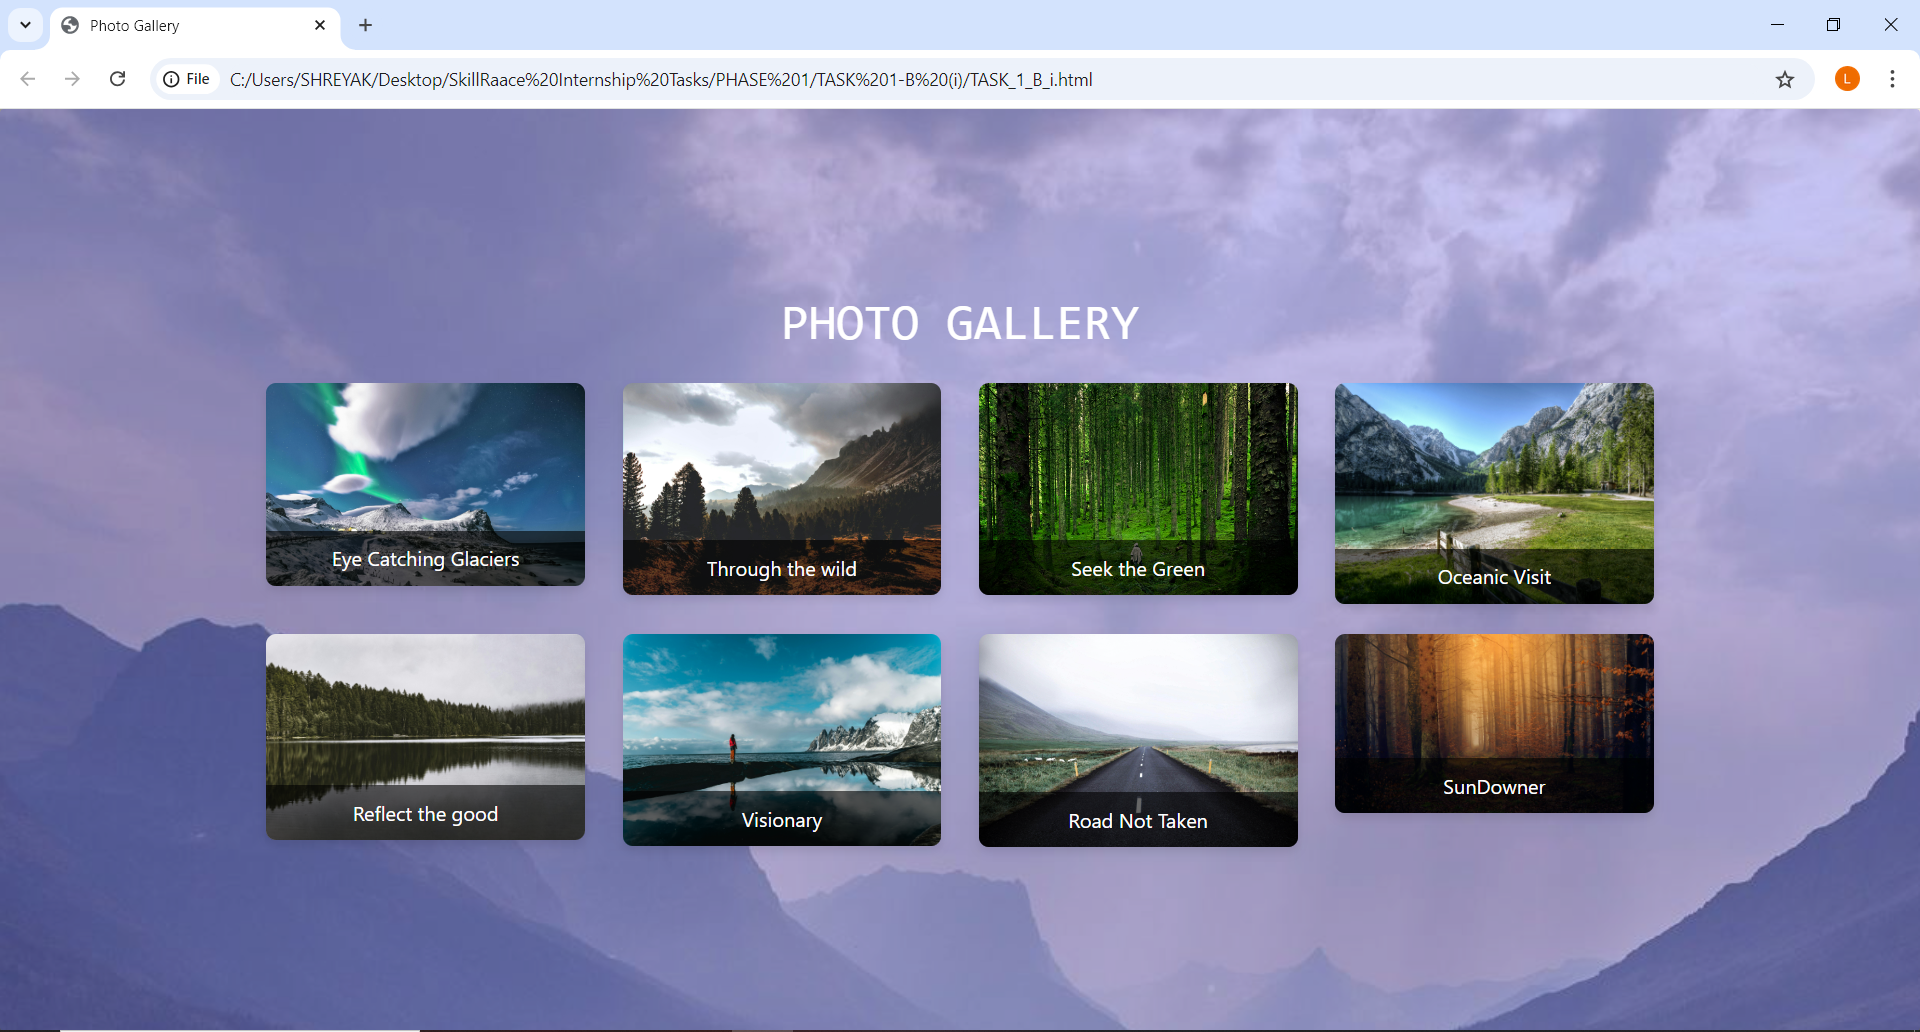 Photo Gallery
File
C:/Users/SHREYAK/Desktop/SkillRaace%20Internship%20Tasks/PHASE%201/TASK%201-B%20(i)/TASK_1_B_i.html
L
PHOTO GALLERY
Eye Catching Glaciers
Through the wild
Seek the Green
Oceanic Visit
Reflect the good
Visionary
Road Not Taken
SunDowner